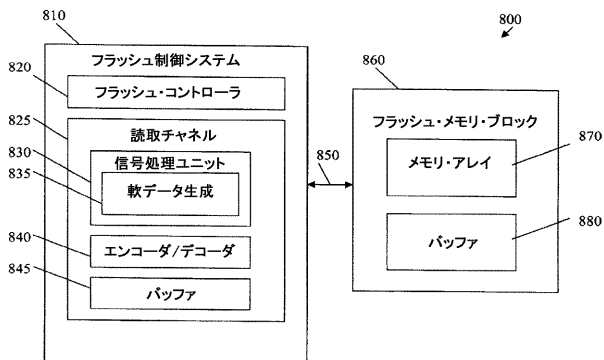 810
800
フラッシュ制御システム
820
フラッシュ・コントローラ
860
825
読取チャネル
フラッシュ・メモリ・ブロック
830
信号処理ユニット
850
870
835
軟データ生成
メモリ・アレイ
840
エンコーダ/デコーダ
880
845
バッファ
バッファ